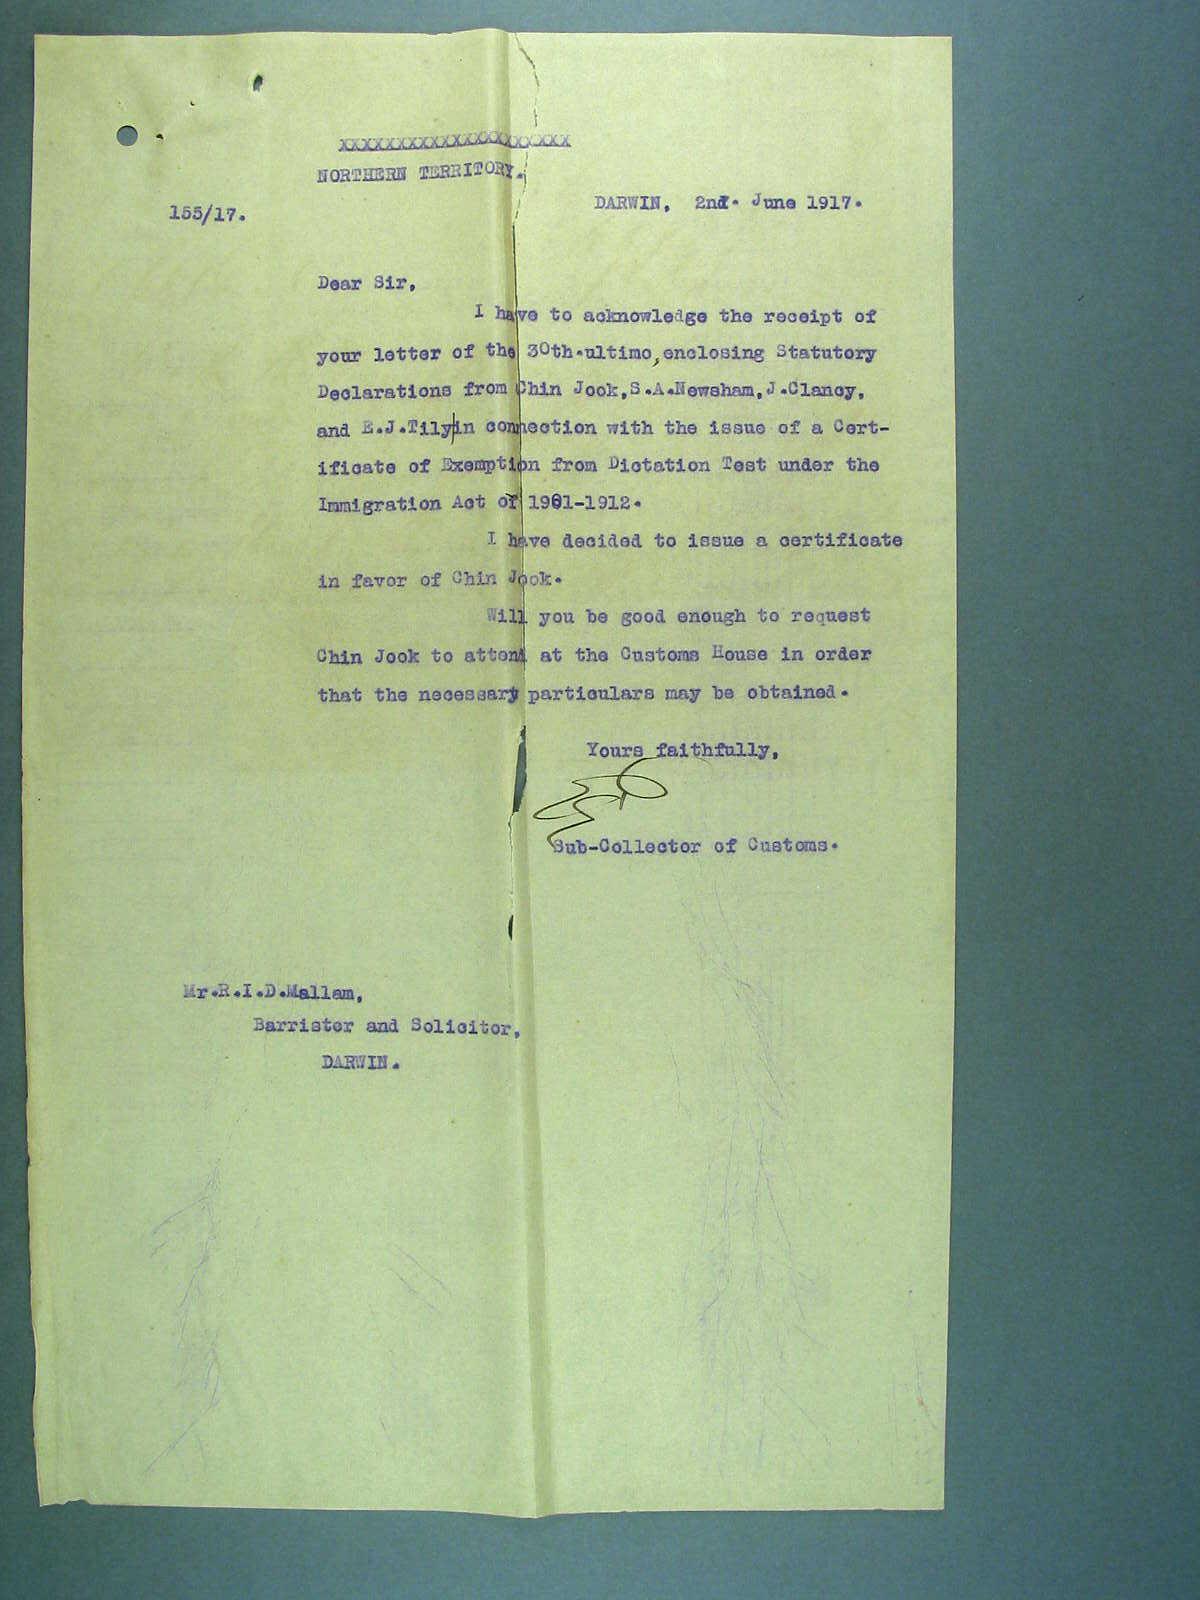 XXXXXXXXXXXXXXXXXXXXX
NORTHERN TERRITORY.
155/17.
DARWIN, 2nd. June 1917.
Dear Sir,
I have to acknowledge the receipt of
your letter of the 30th.ultimo,enclosing Statutory
Declarations from Chin Jook,S.A.Newsham,J.Clancy,
and E.J.Tily in connection with the issue of a Cert-
ificate of Exemption from Dictation Test under the
Immigration Act of 1901-1912.
I have decided to issue a certificate
in favor of Chin Jook.
Will you be good enough to request
Chin Jook to attend at the Customs House in order
that the necessary particulars may be obtained.
Yours faithfully,
Sub-Collector of Customs.
Mr.R.I.D.Mallam,
Barrister and Solicitor,
DARWIN.